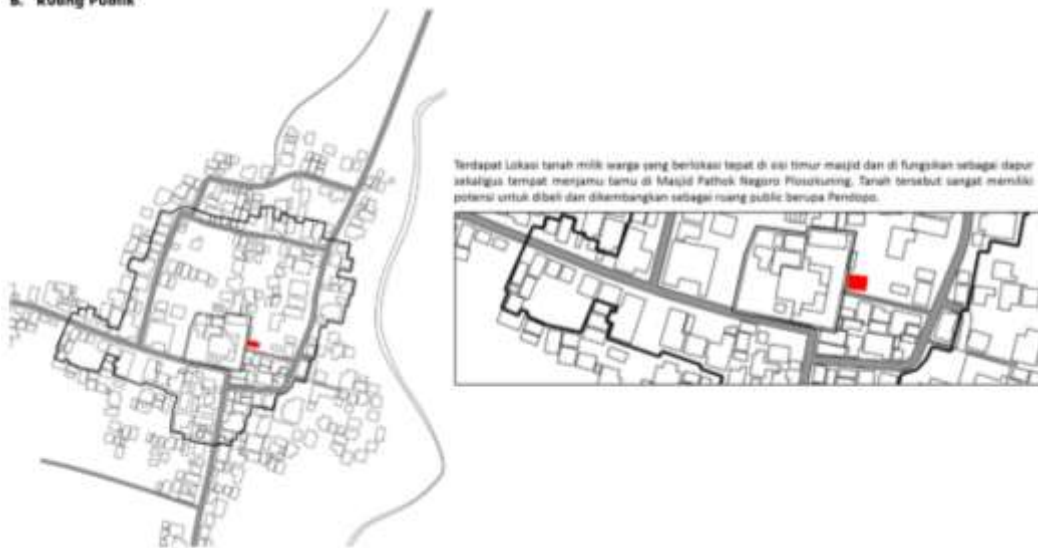 B. Ruang Publik
Terdapat Lokasi tanah milik warga yang berlokasi tepat di sisi timur masjid dan di fungsikan sebagai dapur
sekaligus tempat menjamu tamu di Masjid Pathok Negoro Plosokuning. Tanah tersebut sangat memiliki
potensi untuk dibeli dan dikembangkan sebagai ruang public berupa Pendopo.